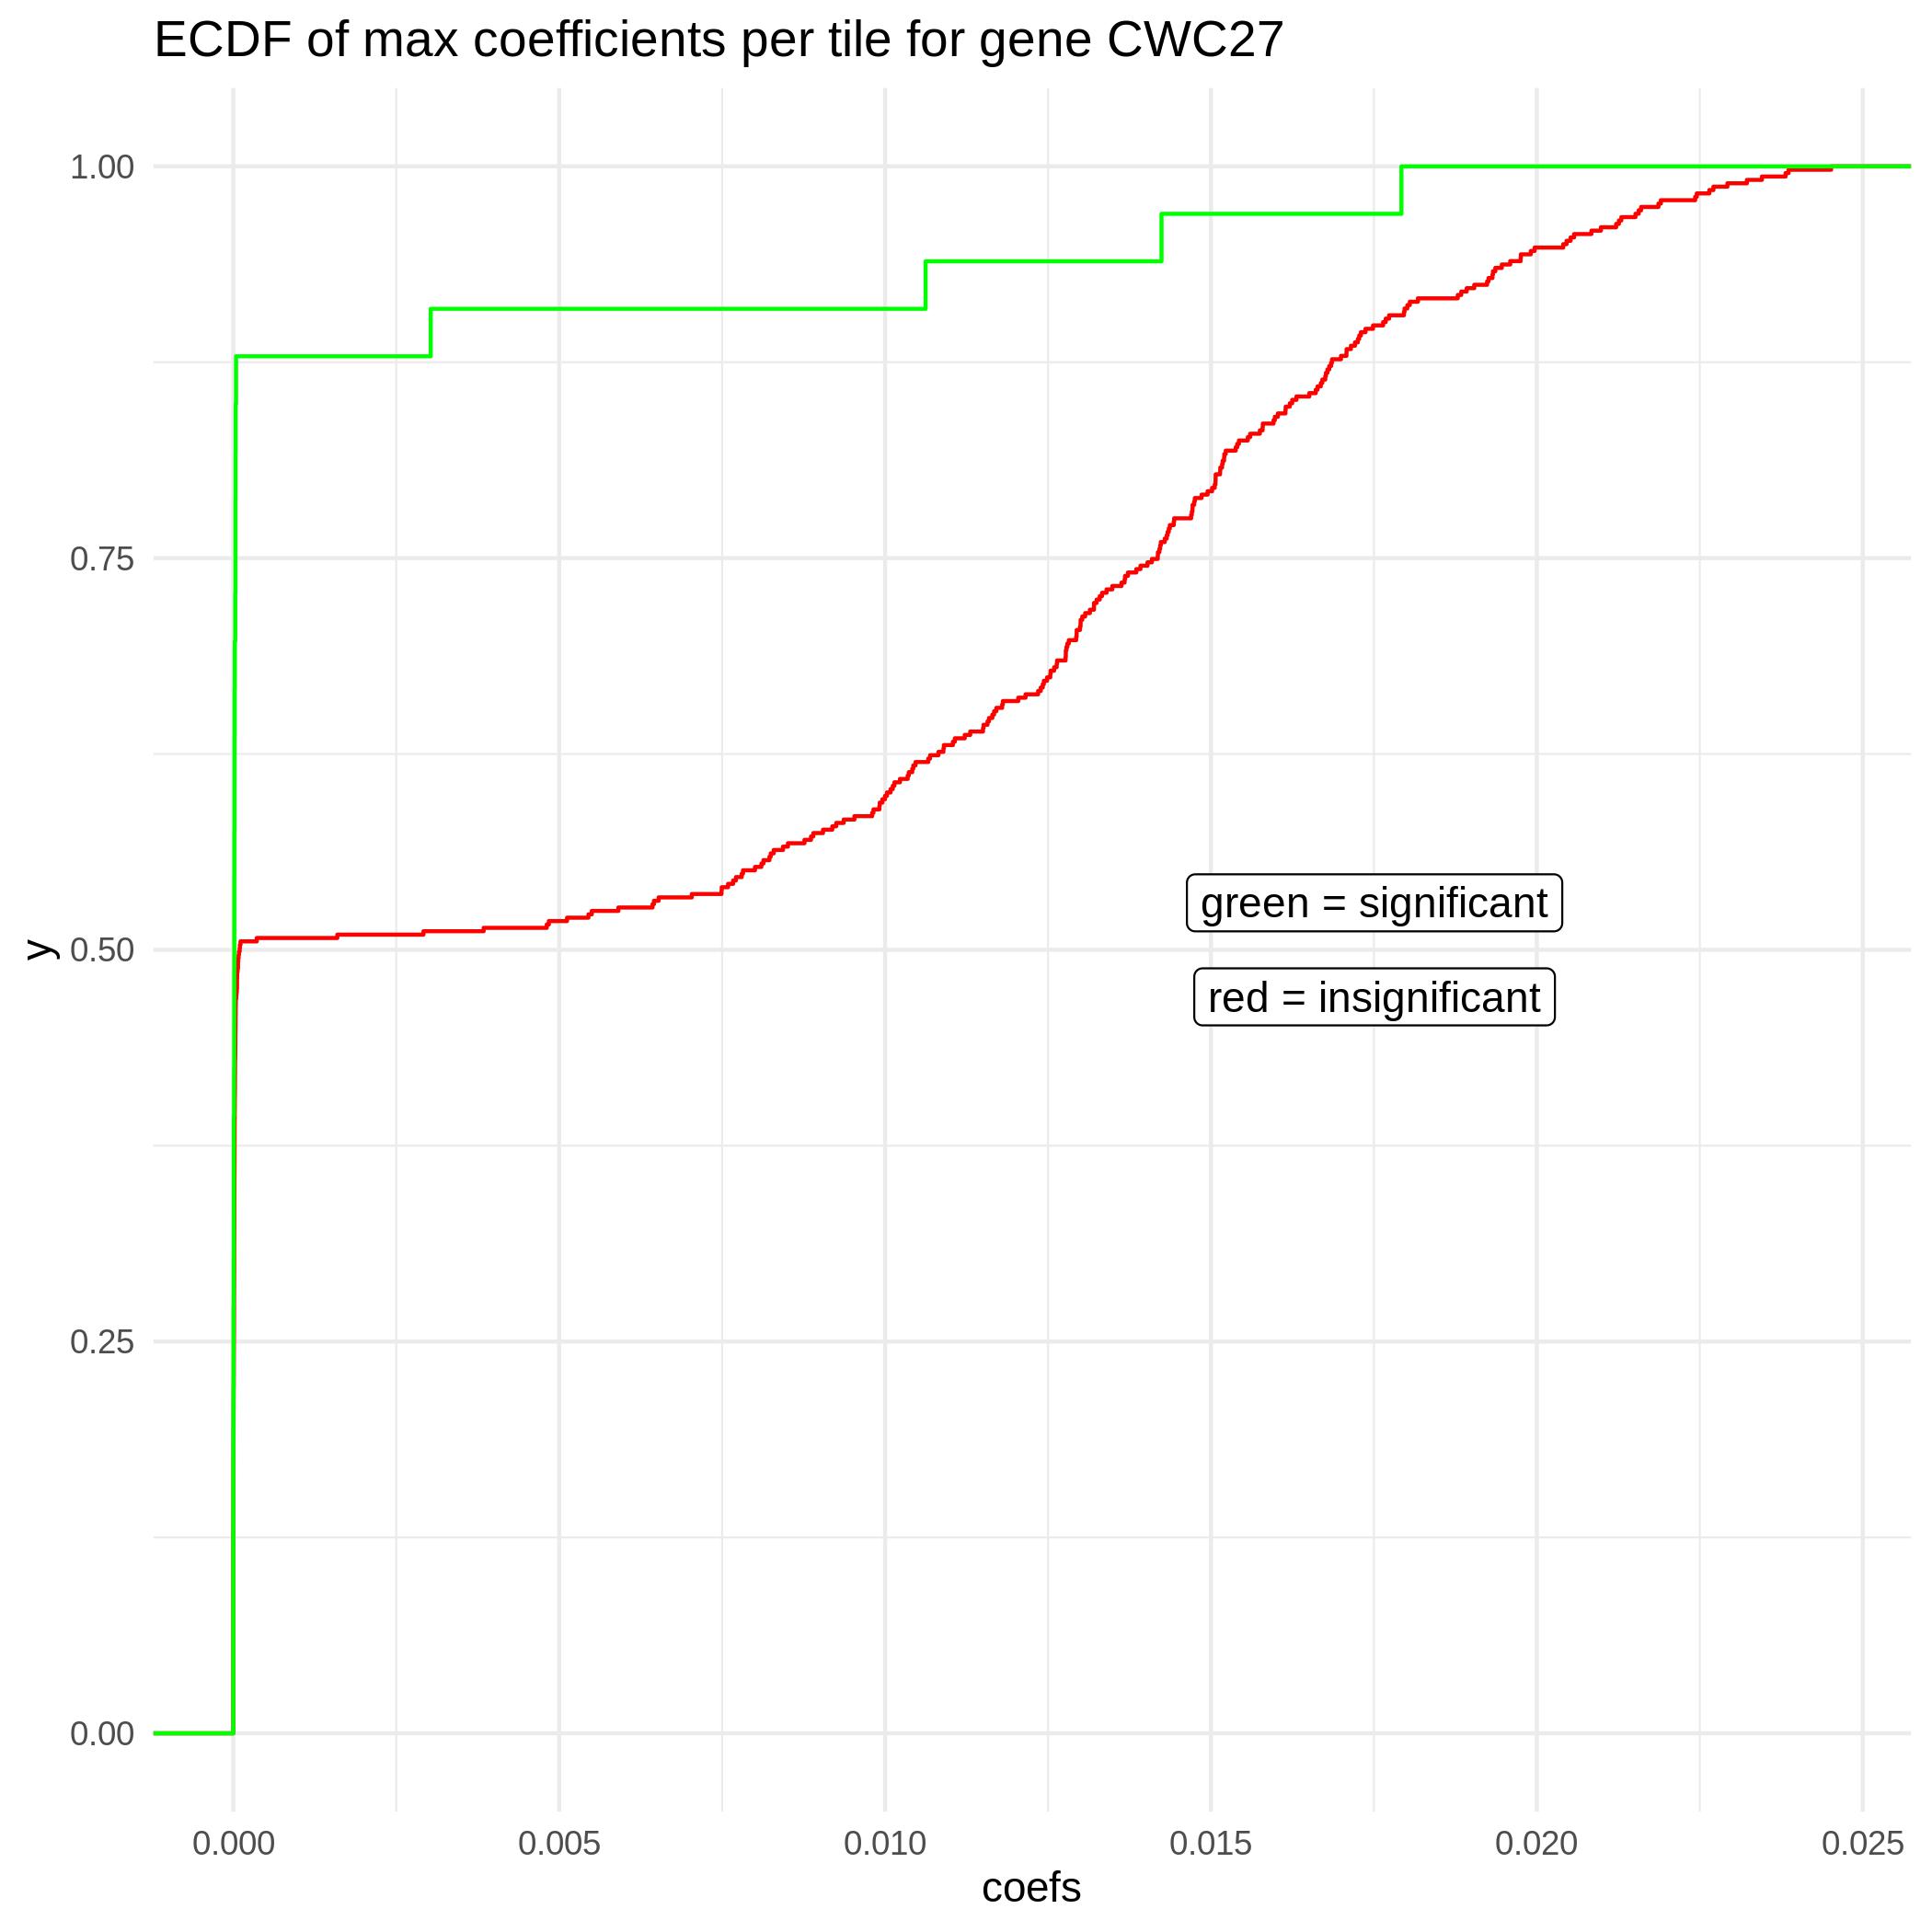 ECDF of max coefficients per tile for gene CWC27
1.00
0.75
0.50
0.25
0.00
y
green = significant
red = insignificant
0.000 0.005 0.010 0.015 0.020 0.025
coefs